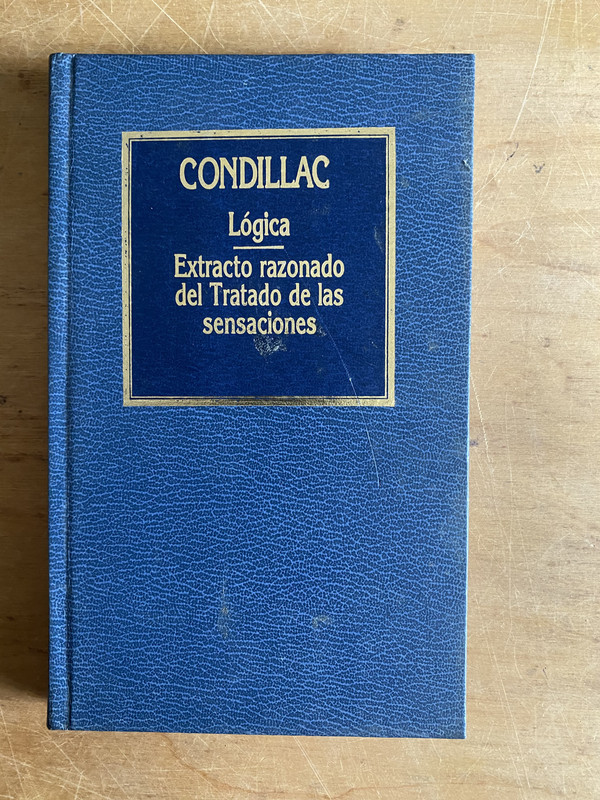 CONDILLAC
Lógica
Extracto razonado
del Tratado de las
sensaciones